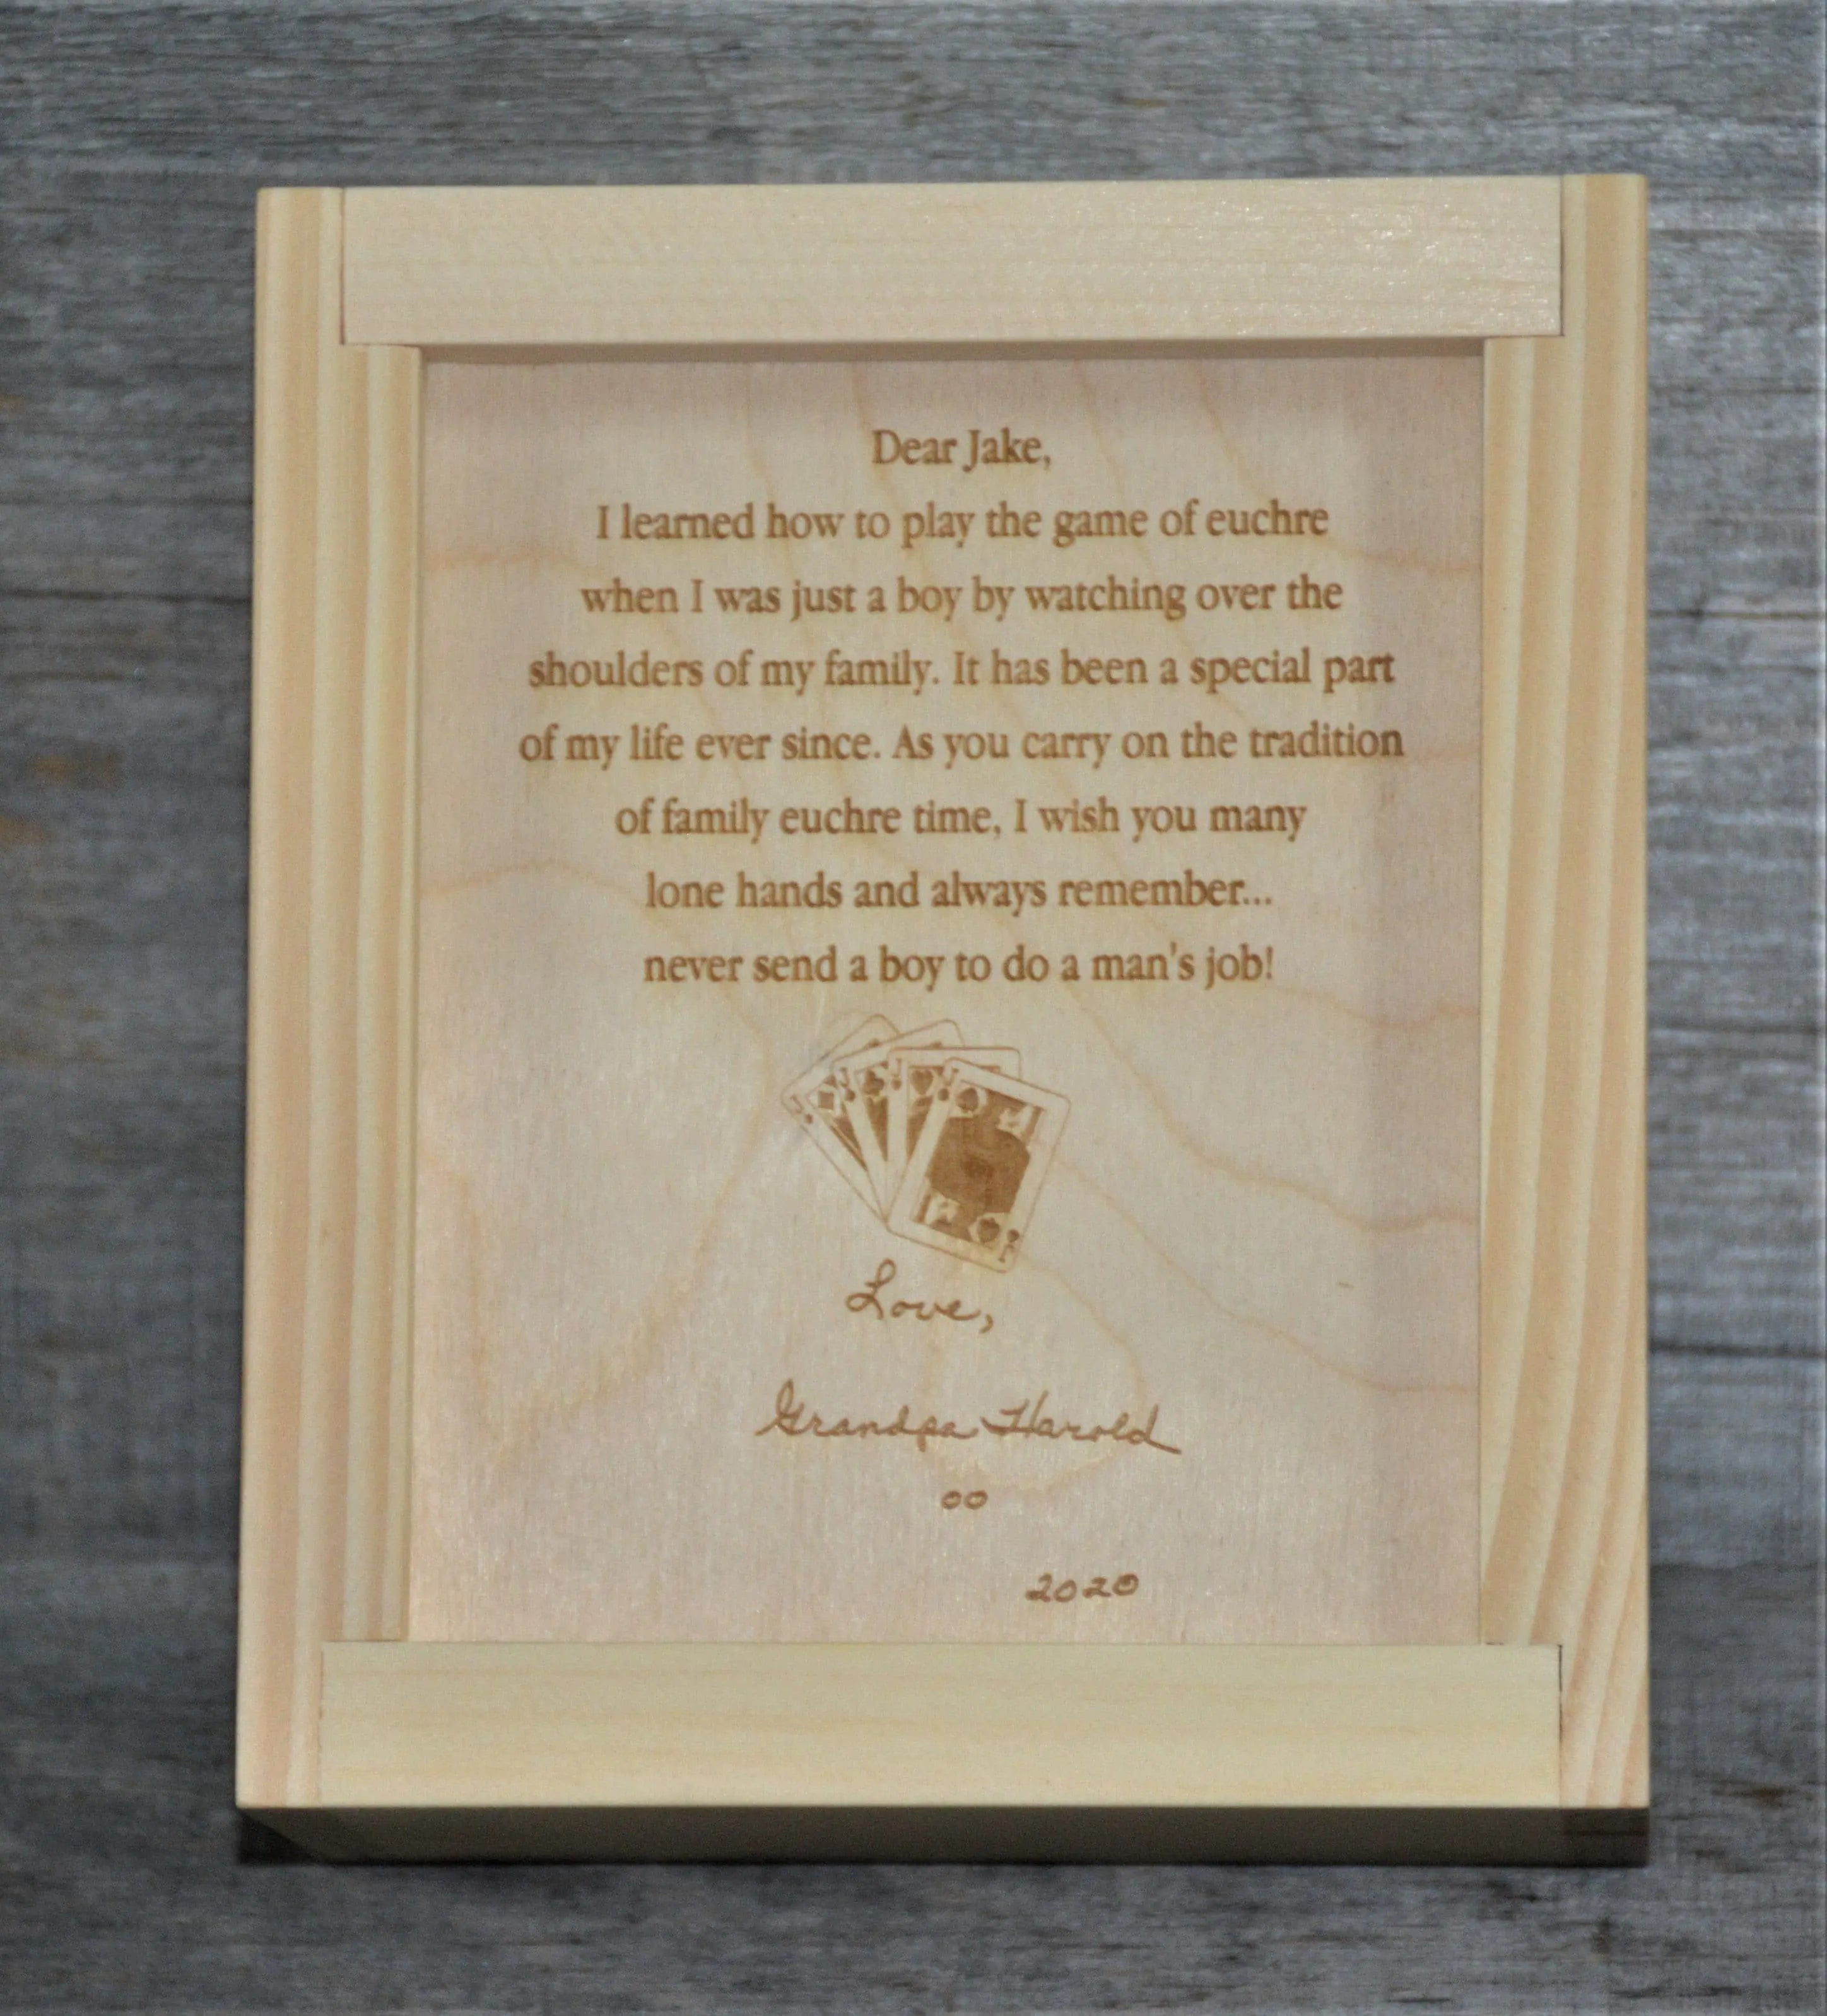 Dear Jake,
I learned how to play the game of euchre
when I was just a boy by watching over the
shoulders of my family. It has been a special part
of my life ever since. As you carry on the tradition
of family euchre time, I wish you many
lone hands and always remember...
never send a boy to do a man's job!
J J J J
J
Love,
Grandpa Harold
oo
2020